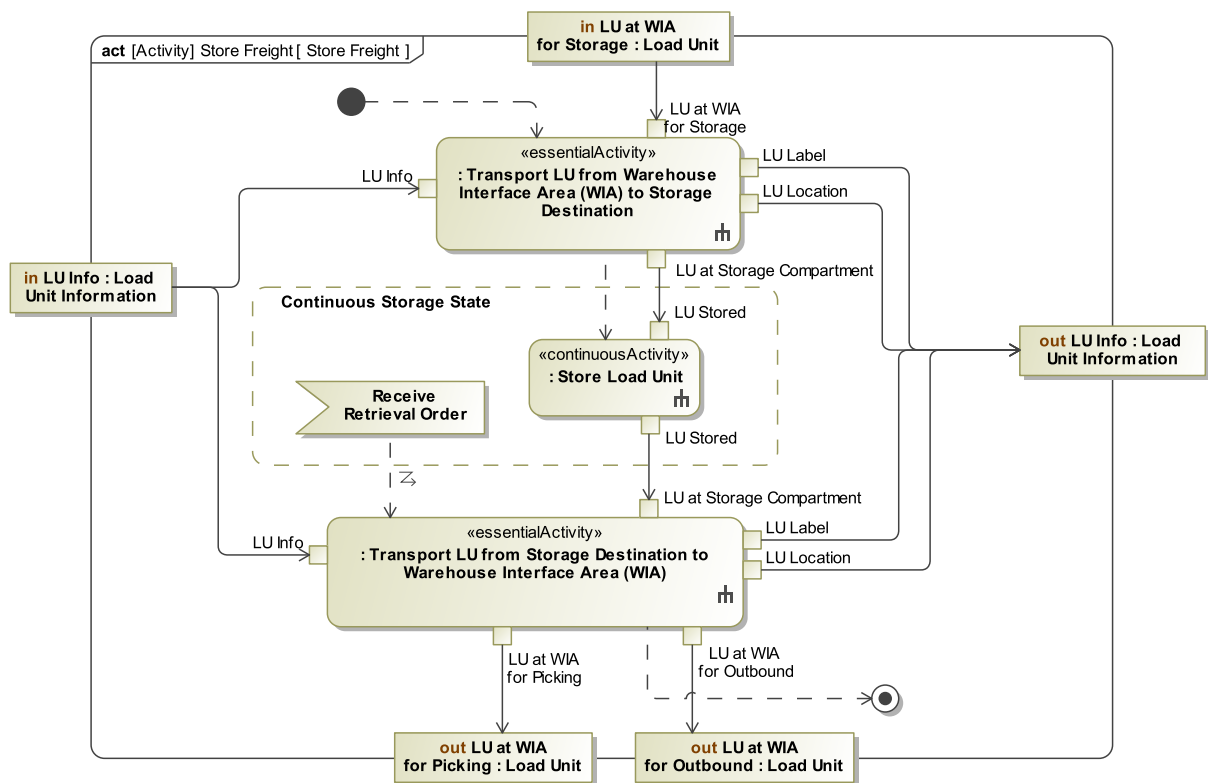 in LU at WIA
for Storage : Load Unit
act [Activity] Store Freight [ Store Freight ]
LU at WIA
for Storage
«essentialActivity»
: Transport LU from Warehouse
Interface Area (WIA) to Storage
Destination
LU Info
LU Label
LU Location
in LU Info : Load
Unit Information
LU at Storage Compartment
Continuous Storage State
LU Stored
«continuousActivity»
: Store Load Unit
out LU Info : Load
Unit Information
Receive
Retrieval Order
LU Stored
LU at Storage Compartment
«essentialActivity»
: Transport LU from Storage Destination to
Warehouse Interface Area (WIA)
LU Info
LU Label
LU Location
LU at WIA
for Picking
LU at WIA
for Outbound
out LU at WIA
for Picking : Load Unit
out LU at WIA
for Outbound : Load Unit